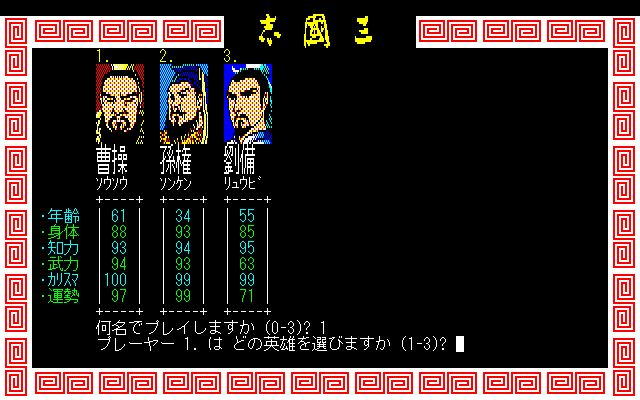 志國三
1. 2. 3.
曹操 孫権 劉備
ｿｳｿｳ ｿﾝｹﾝ ﾘｭｳﾋﾞ
+-----+ +-----+ +-----+
･年齢 | 61 | | 34 | | 55 |
･身体 | 88 | | 93 | | 85 |
･知力 | 93 | | 94 | | 95 |
･武力 | 94 | | 93 | | 63 |
･ｶﾘｽﾏ | 100 | | 99 | | 99 |
･運勢 | 97 | | 99 | | 71 |
+-----+ +-----+ +-----+
何名でプレイしますか (0-3)? 1
プレーヤー 1. は どの英雄を選びますか (1-3)?